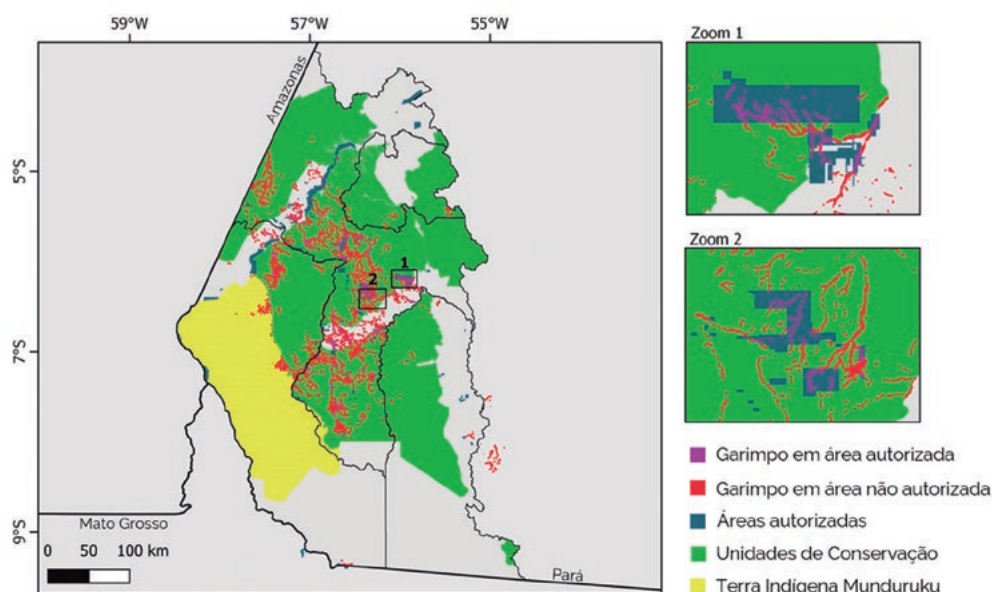 59°W
57°W
55°W
5°S
7°S
9°S
Amazonas
1
2
Mato Grosso
0 50 100 km
Pará
Zoom 1
Zoom 2
Garimpo em área autorizada
Garimpo em área não autorizada
Áreas autorizadas
Unidades de Conservação
Terra Indígena Munduruku